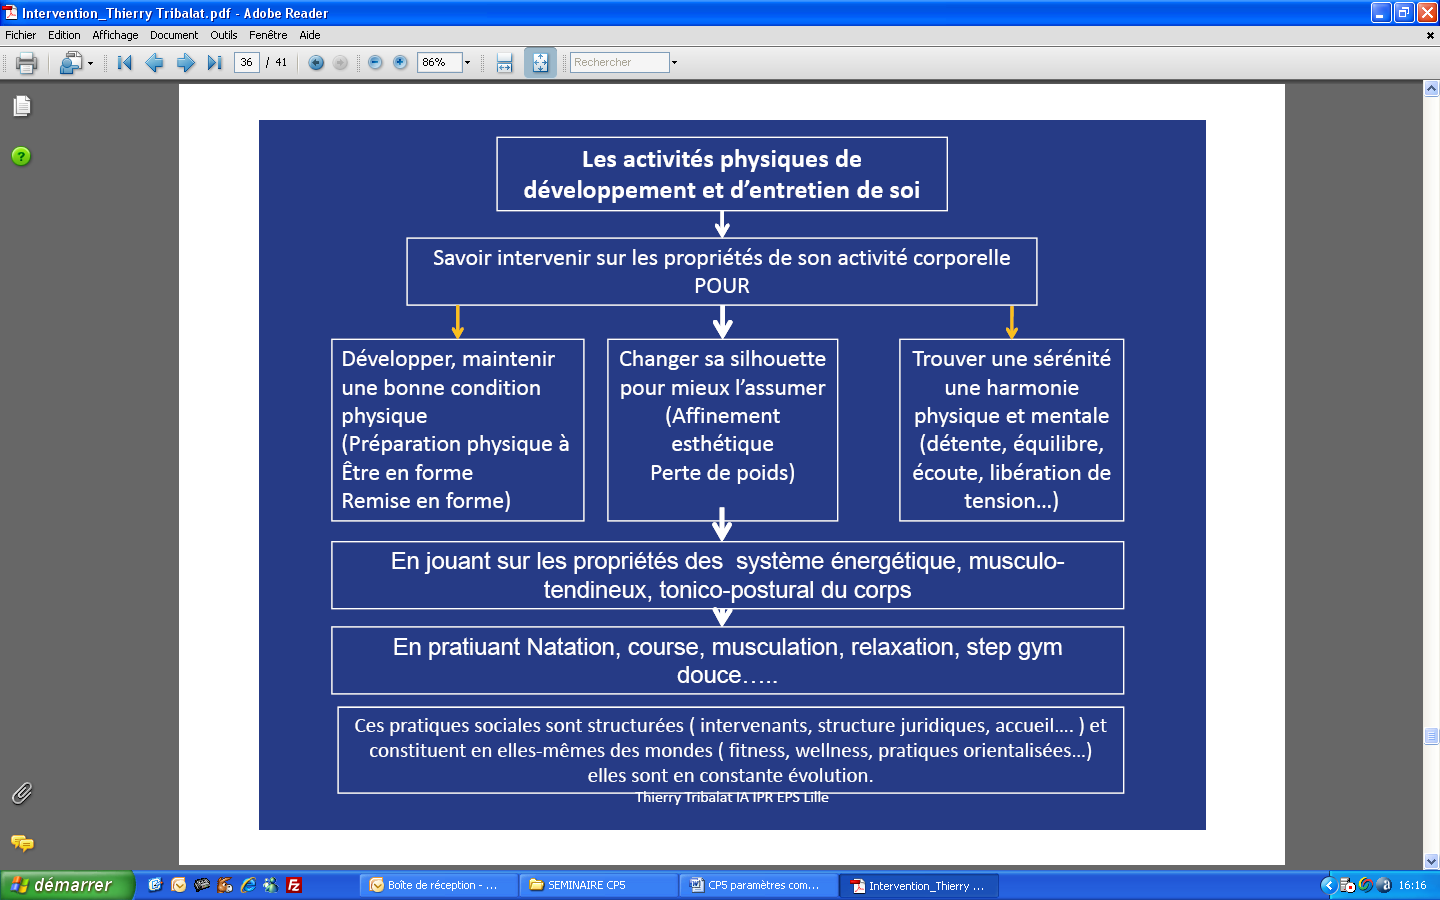 Intervention_Thierry Tribalat.pdf - Adobe Reader
Fichier Edition Affichage Document Outils Fenêtre Aide
36 / 41 86% Rechercher
Les activités physiques de
développement et d’entretien de soi
Savoir intervenir sur les propriétés de son activité corporelle
POUR
Développer, maintenir
une bonne condition
physique
(Préparation physique à
Être en forme
Remise en forme)
Changer sa silhouette
pour mieux l’assumer
(Affinement
esthétique
Perte de poids)
Trouver une sérénité
une harmonie
physique et mentale
(détente, équilibre,
écoute, libération de
tension…)
En jouant sur les propriétés des  système énergétique, musculo-
tendineux, tonico-postural du corps
En pratiuant Natation, course, musculation, relaxation, step gym
douce…..
Ces pratiques sociales sont structurées ( intervenants, structure juridiques, accueil…. ) et
constituent en elles-mêmes des mondes ( fitness, wellness, pratiques orientalisées…)
elles sont en constante évolution.
Thierry Tribalat IA IPR EPS Lille
démarrer Boîte de réception - ... SEMINAIRE CP5 CP5 paramètres com... Intervention_Thierry ... 16:16